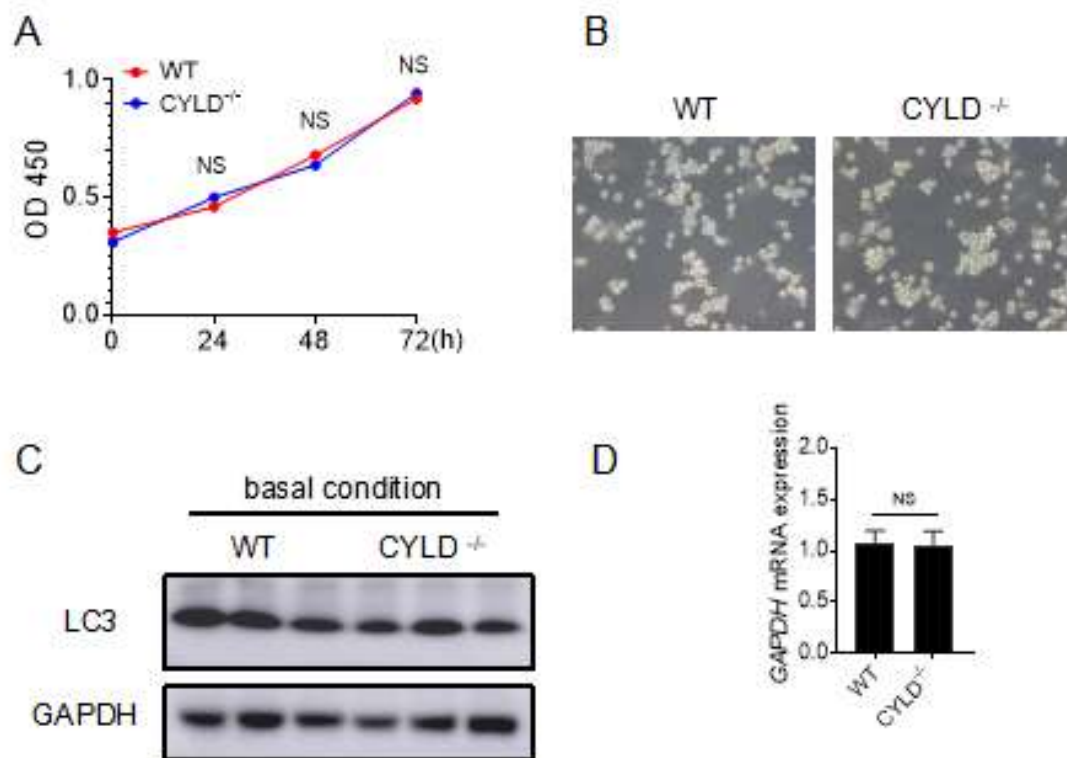 A
WT
CYLD-/-
OD 450
1.0
0.5
0.0
0 24 48 72(h)
NS
NS
NS
B
WT CYLD -/-
C
basal condition
WT CYLD -/-
LC3
GAPDH
D
GAPDH mRNA expression
2.0
1.5
1.0
0.5
0.0
NS
WT
CYLD-/-